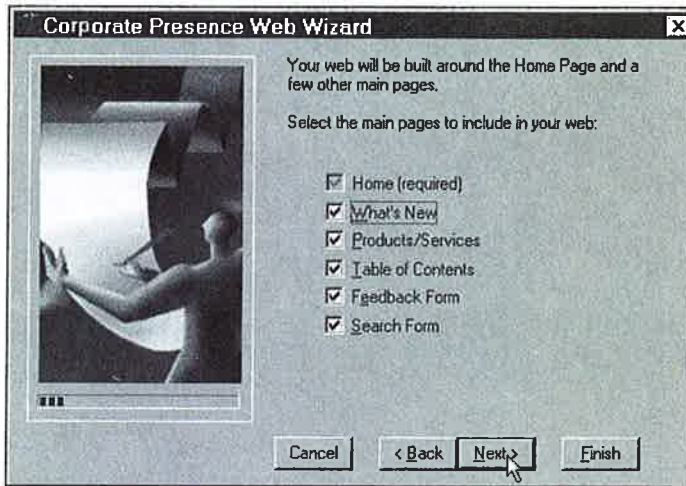 Corporate Presence Web Wizard
Your web will be built around the Home Page and a
few other main pages.
Select the main pages to include in your web:
Home (required)
What's New
Products/Services
Table of Contents
Feedback Form
Search Form
Cancel
< Back
Next >
Finish